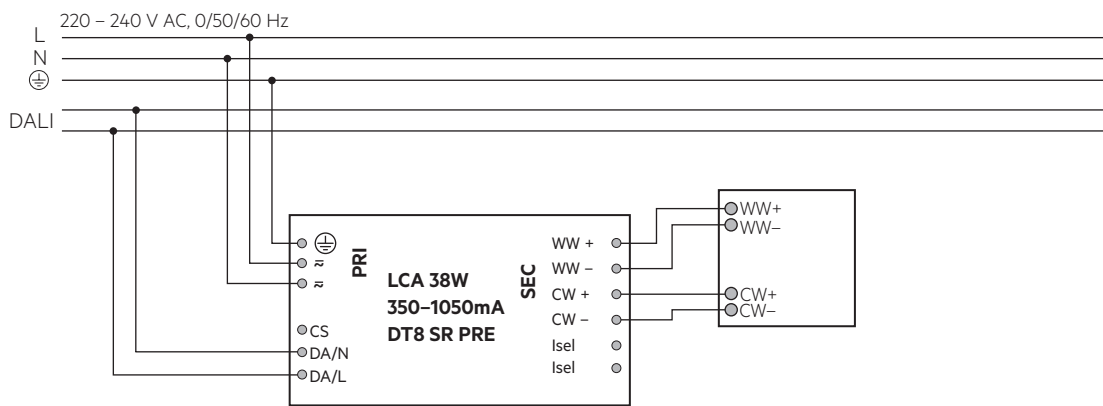 220 – 240 V AC, 0/50/60 Hz
L
N
DALI
PRI
LCA 38W
350–1050mA
DT8 SR PRE
SEC
≂
≂
CS
DA/N
DA/L
WW +
WW –
CW +
CW –
Isel
Isel
WW+
WW–
CW+
CW–